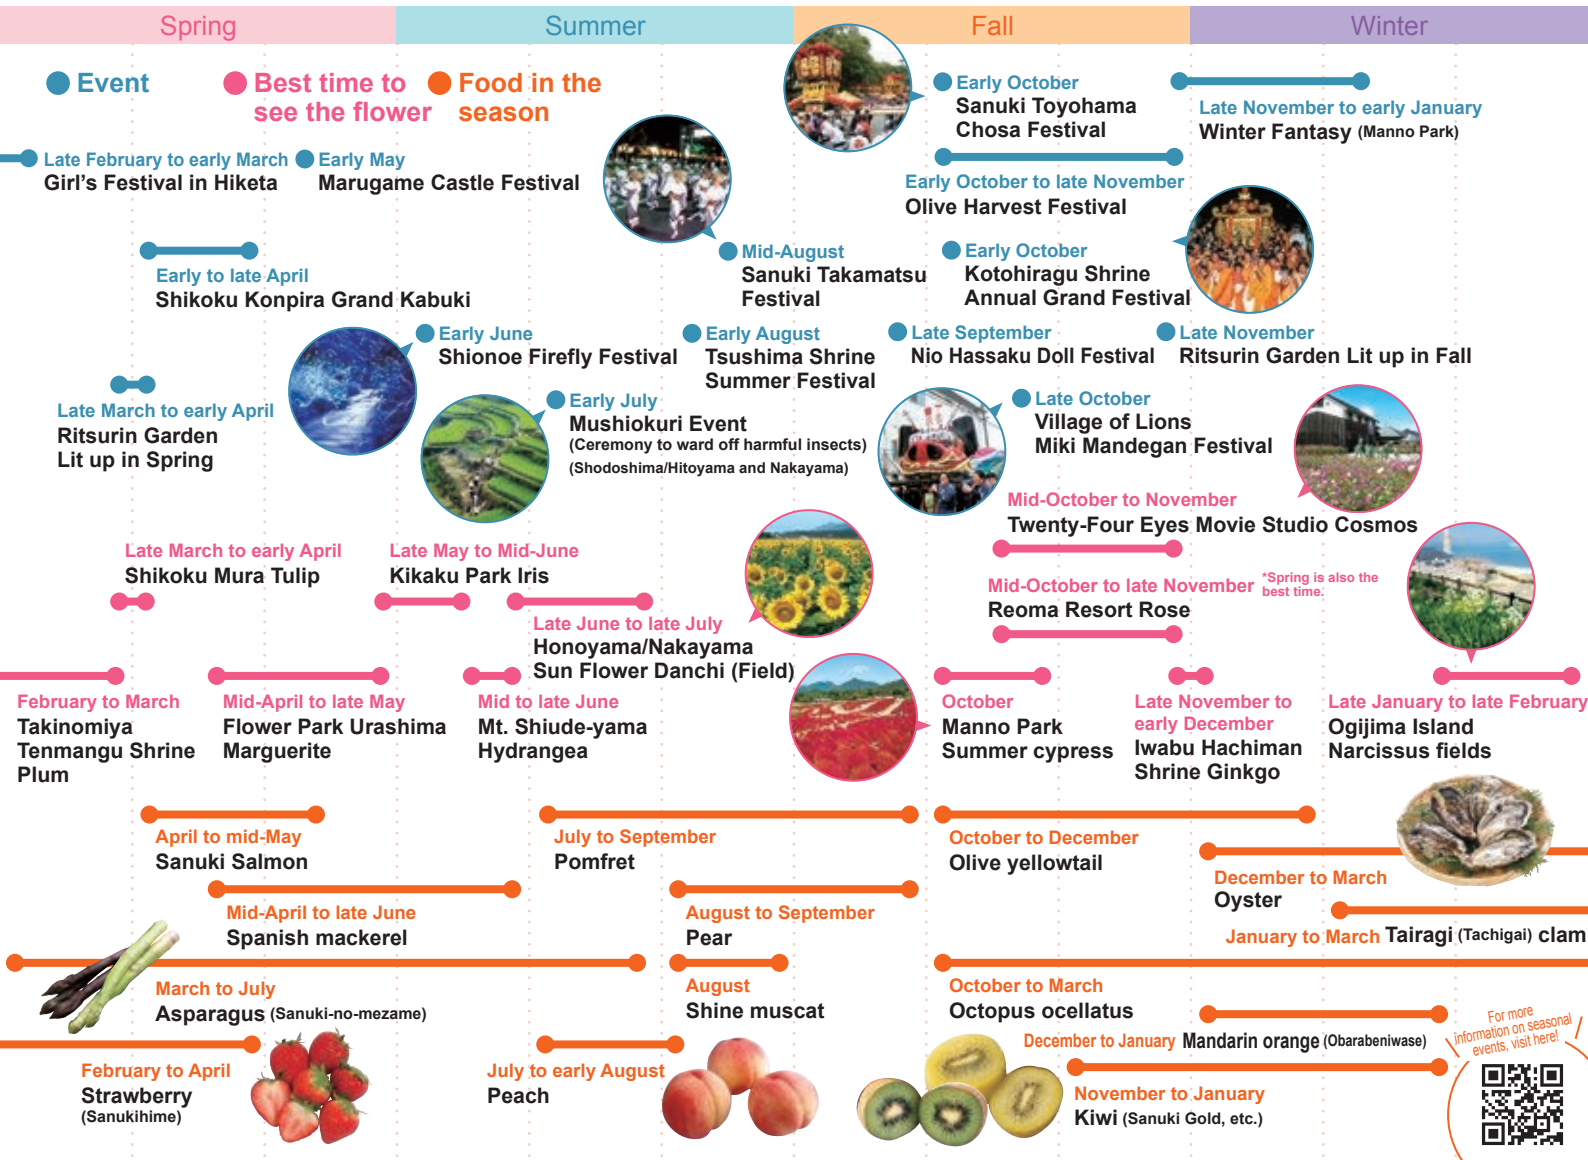 Spring
Summer
Fall
Winter
Event
Best time to
see the flower
Food in the
season
Early October
Sanuki Toyohama
Chosa Festival
Late November to early January
Winter Fantasy (Manno Park)
Late February to early March
Girl's Festival in Hiketa
Early May
Marugame Castle Festival
Early October to late November
Olive Harvest Festival
Early to late April
Shikoku Konpira Grand Kabuki
Mid-August
Sanuki Takamatsu
Festival
Early October
Kotohiragu Shrine
Annual Grand Festival
Early June
Shionoe Firefly Festival
Early August
Tsushima Shrine
Summer Festival
Late September
Nio Hassaku Doll Festival
Late November
Ritsurin Garden Lit up in Fall
Late March to early April
Ritsurin Garden
Lit up in Spring
Early July
Mushiokuri Event
(Ceremony to ward off harmful insects)
(Shodoshima/Hitoyama and Nakayama)
Late October
Village of Lions
Miki Mandegan Festival
Mid-October to November
Twenty-Four Eyes Movie Studio Cosmos
Late March to early April
Shikoku Mura Tulip
Late May to Mid-June
Kikaku Park Iris
Mid-October to late November
*Spring is also the
best time.
Reoma Resort Rose
Late June to late July
Honoyama/Nakayama
Sun Flower Danchi (Field)
February to March
Takinomiya
Tenmangu Shrine
Plum
Mid-April to late May
Flower Park Urashima
Marguerite
Mid to late June
Mt. Shiude-yama
Hydrangea
October
Manno Park
Summer cypress
Late November to
early December
Iwabu Hachiman
Shrine Ginkgo
Late January to late February
Ogijima Island
Narcissus fields
April to mid-May
Sanuki Salmon
July to September
Pomfret
October to December
Olive yellowtail
December to March
Oyster
Mid-April to late June
Spanish mackerel
August to September
Pear
January to March Tairagi (Tachigai) clam
March to July
Asparagus (Sanuki-no-mezame)
August
Shine muscat
October to March
Octopus ocellatus
December to January Mandarin orange (Obarabeniwase)
February to April
Strawberry
(Sanukihime)
July to early August
Peach
November to January
Kiwi (Sanuki Gold, etc.)
For more
information on seasonal
events, visit here!